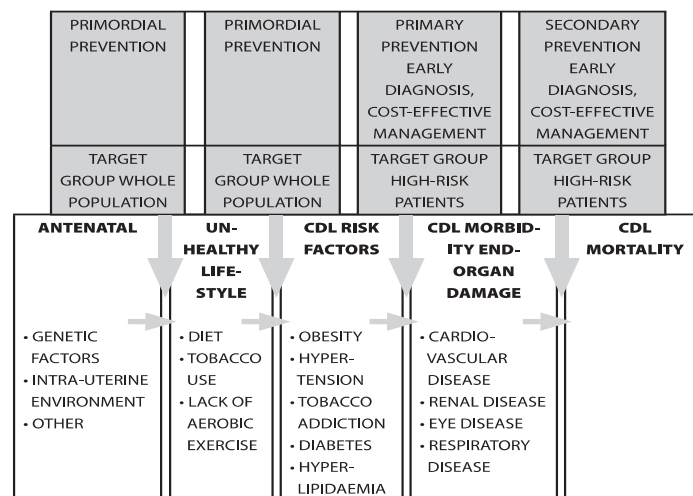 PRIMORDIAL
PREVENTION
PRIMORDIAL
PREVENTION
PRIMARY
PREVENTION
EARLY
DIAGNOSIS,
COST-EFFECTIVE
MANAGEMENT
SECONDARY
PREVENTION
EARLY
DIAGNOSIS,
COST-EFFECTIVE
MANAGEMENT
TARGET
GROUP WHOLE
POPULATION
TARGET
GROUP WHOLE
POPULATION
TARGET GROUP
HIGH-RISK
PATIENTS
TARGET GROUP
HIGH-RISK
PATIENTS
ANTENATAL
• GENETIC
FACTORS
• INTRA-UTERINE
ENVIRONMENT
• OTHER
UN-
HEALTHY
LIFE-
STYLE
• DIET
• TOBACCO
USE
• LACK OF
AEROBIC
EXERCISE
CDL RISK
FACTORS
• OBESITY
• HYPER-
TENSION
• TOBACCO
ADDICTION
• DIABETES
• HYPER-
LIPIDAEMIA
CDL MORBID-
ITY END-
ORGAN
DAMAGE
• CARDIO-
VASCULAR
DISEASE
• RENAL DISEASE
• EYE DISEASE
• RESPIRATORY
DISEASE
CDL
MORTALITY